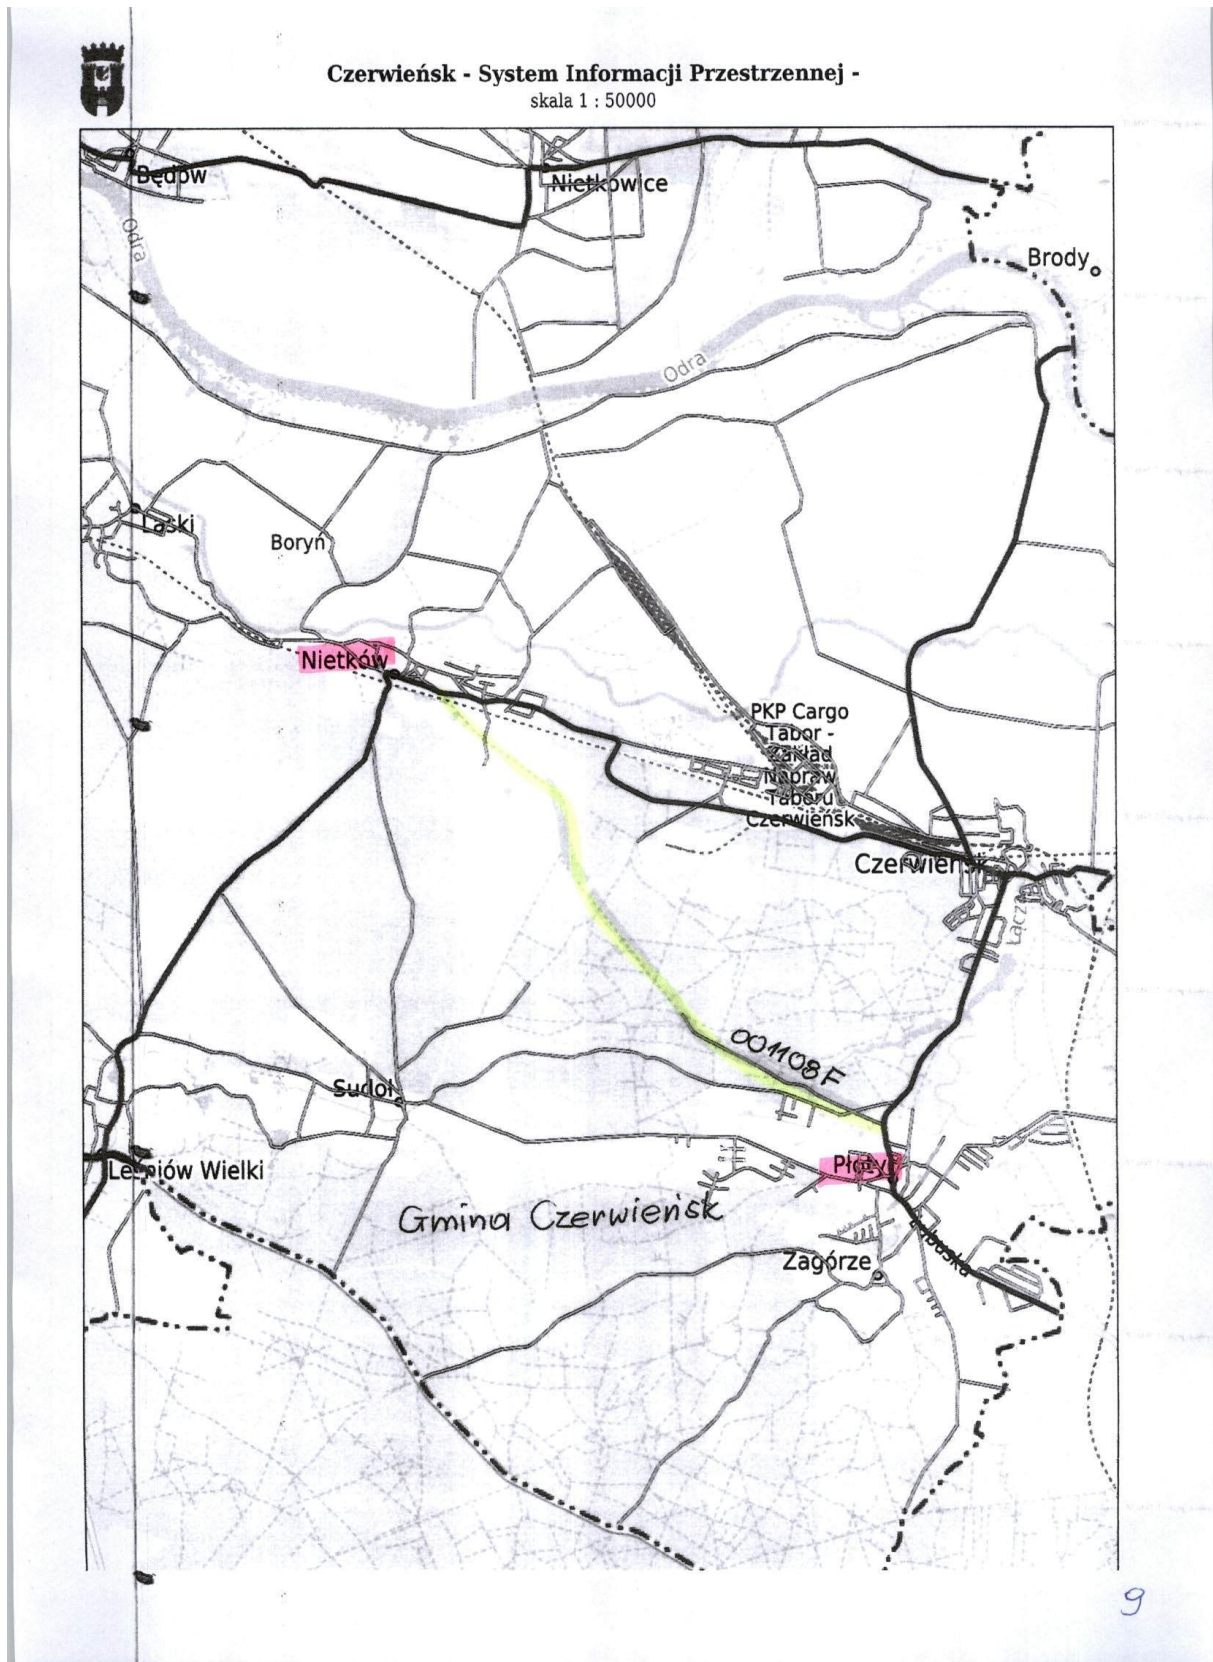 Czerwieńsk - System Informacji Przestrzennej -
skala 1 : 50000
Będów
Nietkowice
Odra
Brody
Odra
Laski
Boryń
Nietków
PKP Cargo
Tabor -
Zakład
Napraw
Taboru
Czerwieńsk
Czerwieńsk
Łącza
001108F
Sudoł
Płoty
Leśniów Wielki
Gmina Czerwieńsk
Lubuska
Zagórze
9